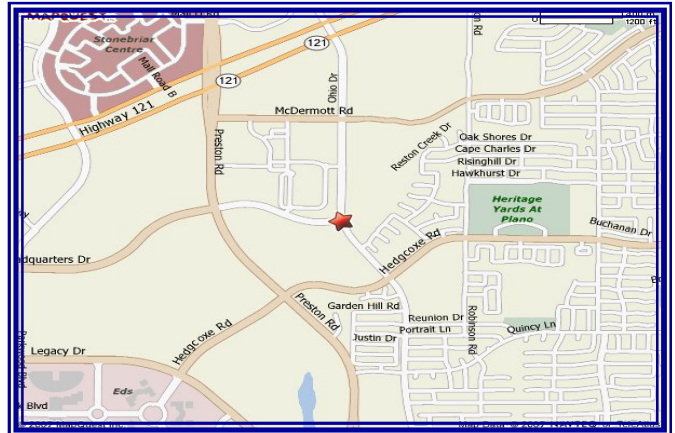 MAPQUEST
1200 ft
Stonebriar
Centre
Mall Road B
121
121
Highway 121
Ohio Dr
McDermott Rd
Preston Rd
Reston Creek Dr
Oak Shores Dr
Cape Charles Dr
Risinghill Dr
Hawkhurst Dr
Heritage
Yards At
Plano
Buchanan Dr
Hedgcoxe Rd
Preston Rd
Garden Hill Rd
Reunion Dr
Portrait Ln
Quincy Ln
Robinson Rd
Justin Dr
Hedgcoxe Rd
Legacy Dr
Eds